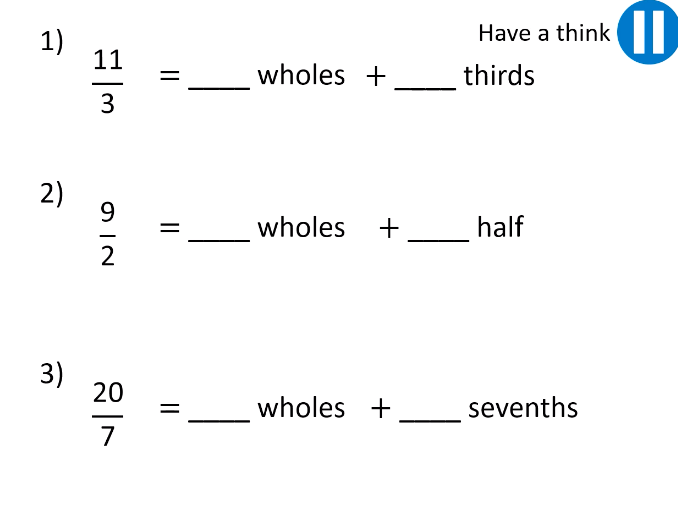 Have a think
1) 11/3 = ____ wholes + ____ thirds
2) 9/2 = ____ wholes + ____ half
3) 20/7 = ____ wholes + ____ sevenths